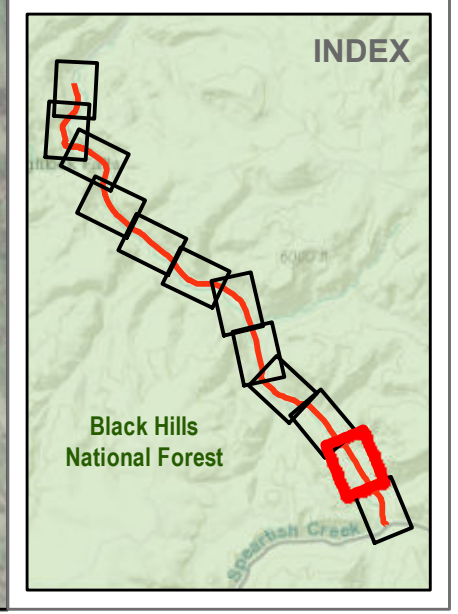 INDEX
6000 ft
Black Hills
National Forest
Spearfish Creek